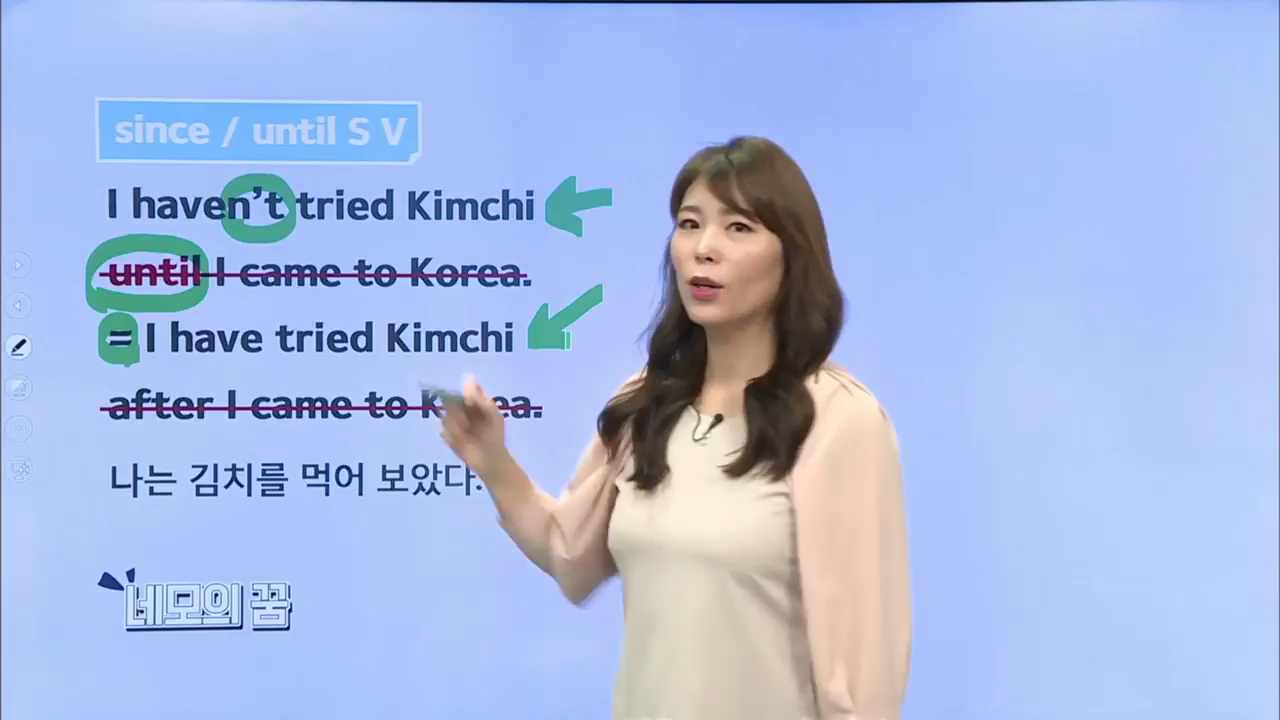 since / until S V
I haven't tried Kimchi
until I came to Korea.
= I have tried Kimchi
after I came to Korea.
나는 김치를 먹어 보았다.
네모의 꿈